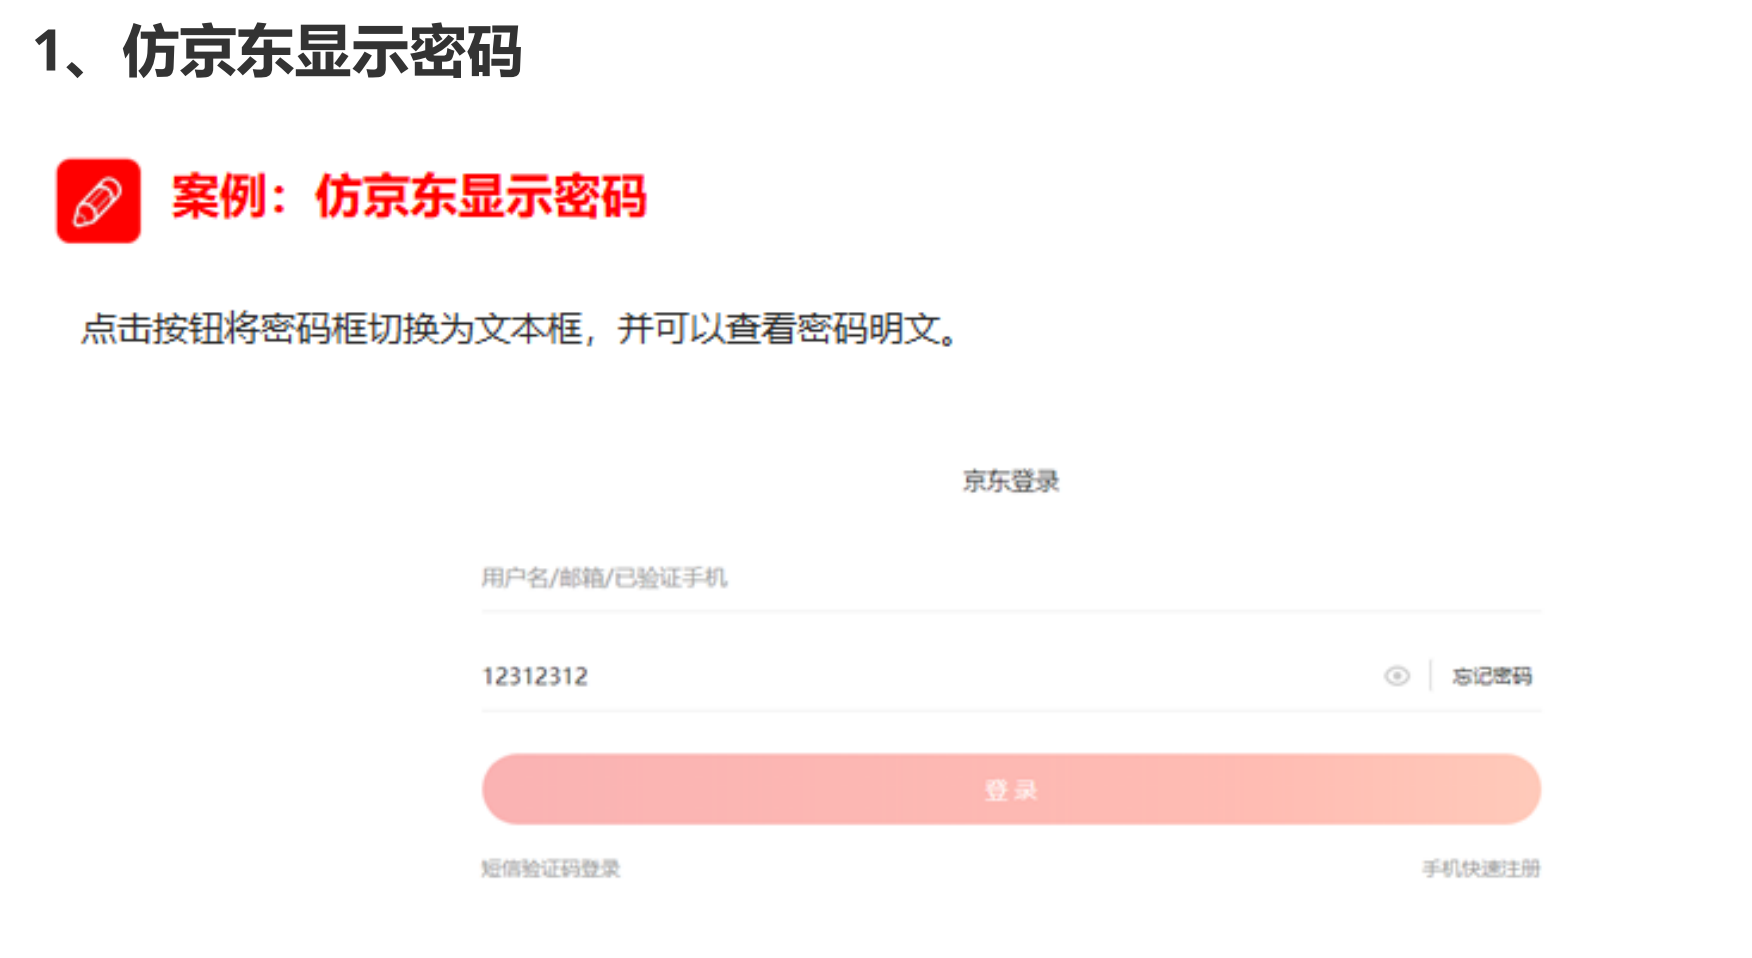 1、仿京东显示密码
案例：仿京东显示密码
点击按钮将密码框切换为文本框，并可以查看密码明文。
京东登录
用户名/邮箱/已验证手机
12312312
忘记密码
登 录
短信验证码登录
手机快速注册